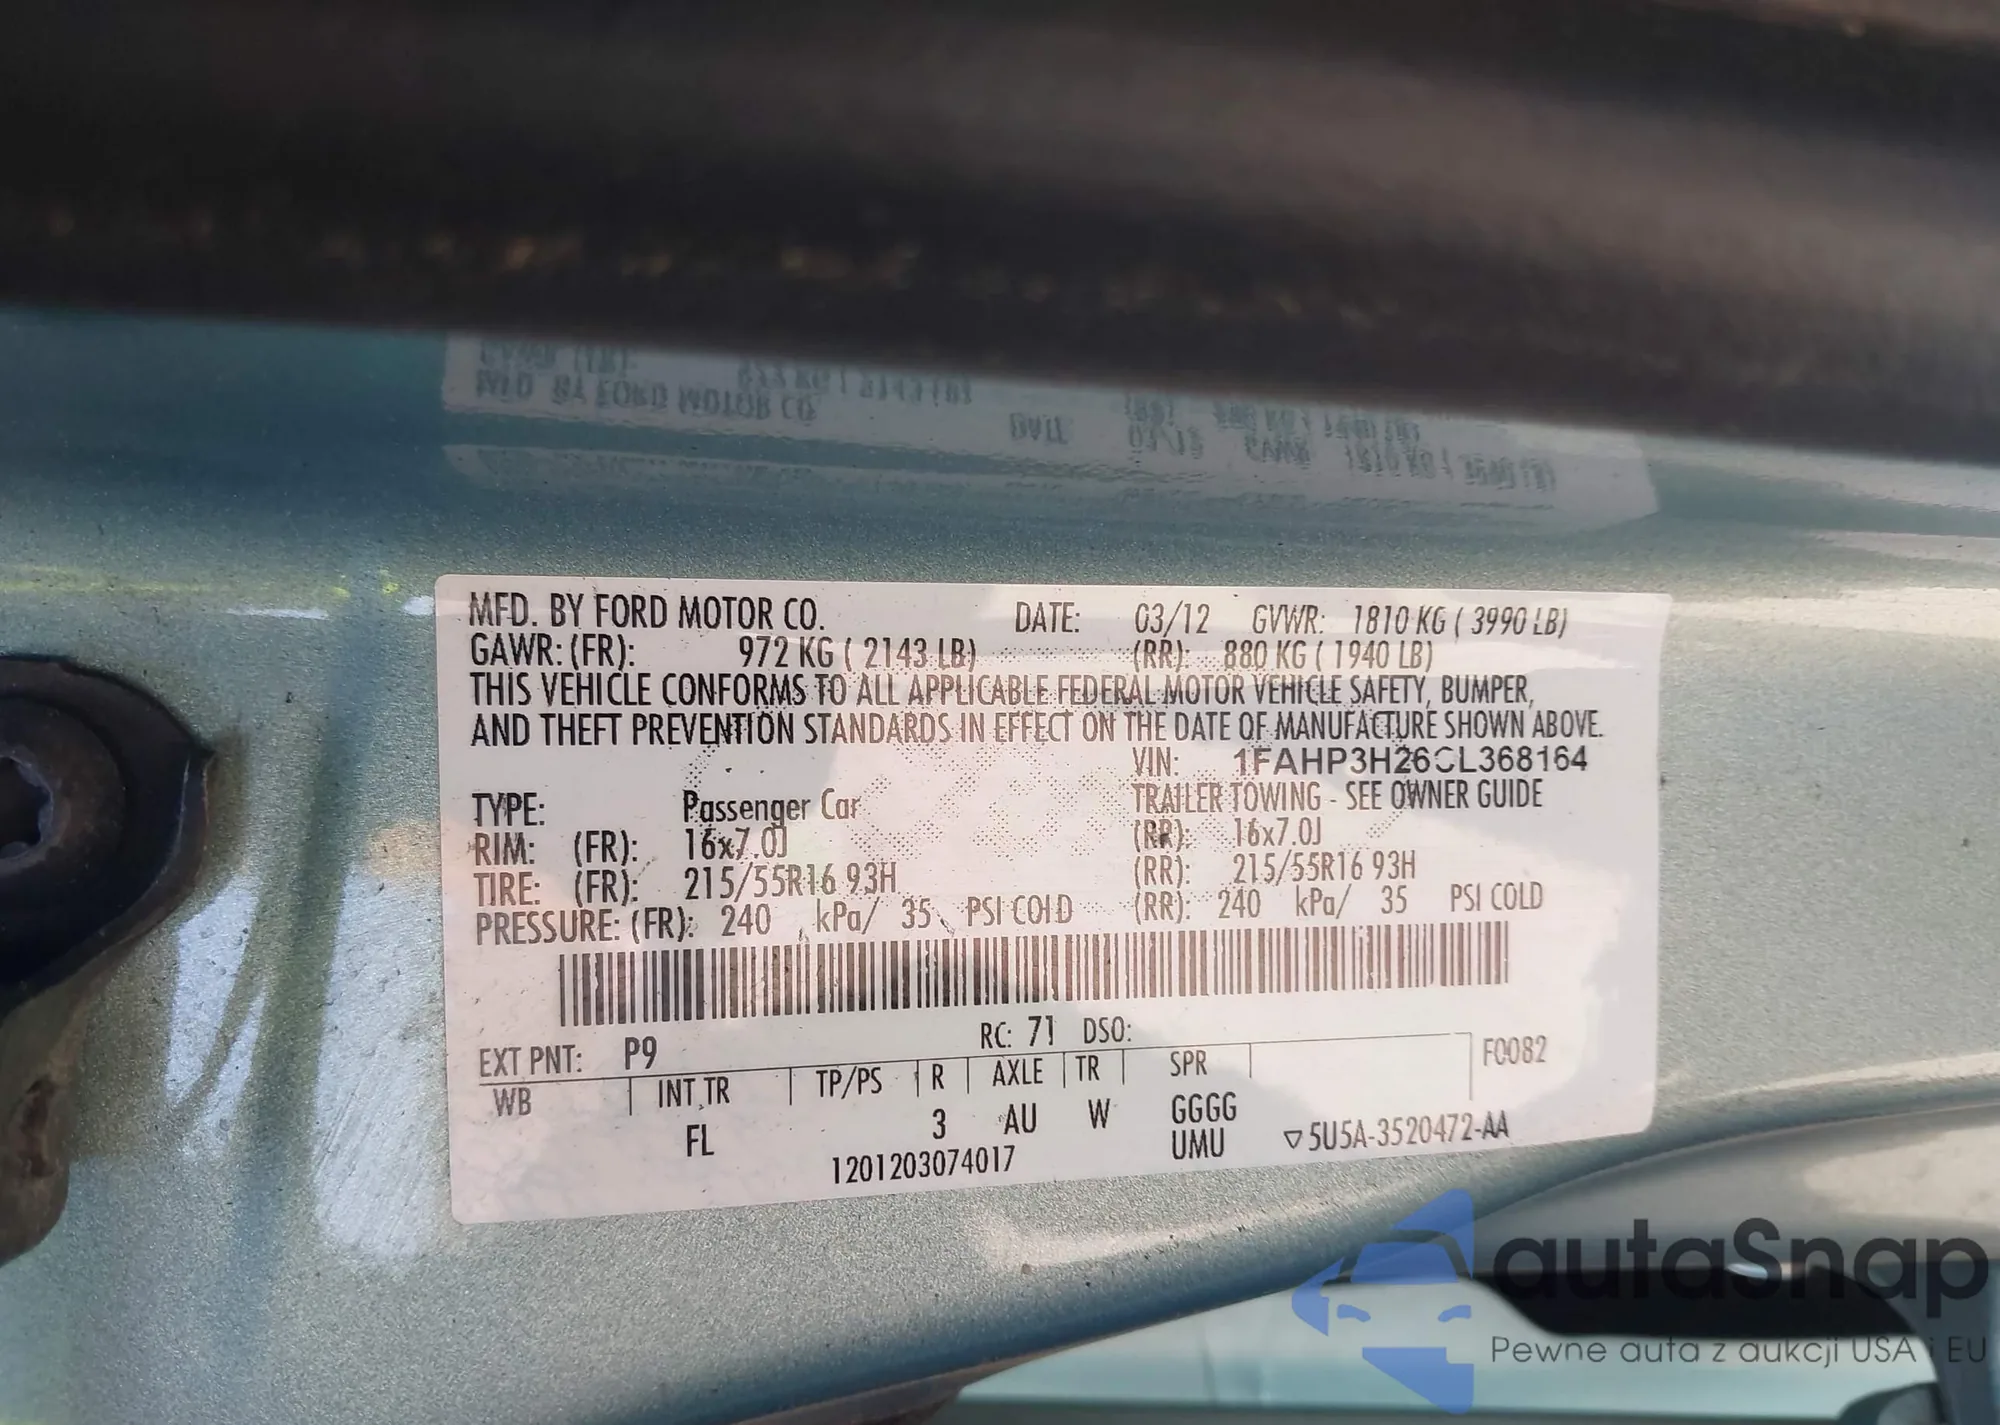 MFD. BY FORD MOTOR CO. DATE: 03/12 GVWR: 1810 KG ( 3990 LB)
GAWR: (FR): 972 KG ( 2143 LB) (RR): 880 KG ( 1940 LB)
THIS VEHICLE CONFORMS TO ALL APPLICABLE FEDERAL MOTOR VEHICLE SAFETY, BUMPER,
AND THEFT PREVENTION STANDARDS IN EFFECT ON THE DATE OF MANUFACTURE SHOWN ABOVE.
VIN: 1FAHP3H26CL368164
TYPE: Passenger Car TRAILER TOWING - SEE OWNER GUIDE
RIM: (FR): 16x7.0J (RR): 16x7.0J
TIRE: (FR): 215/55R16 93H (RR): 215/55R16 93H
PRESSURE: (FR): 240 kPa/ 35 PSI COLD (RR): 240 kPa/ 35 PSI COLD
RC: 71 DSO:
EXT PNT: P9 F0082
WB INT TR TP/PS R AXLE TR SPR
FL 3 AU W GGGG
1201203074017 UMU ▽5U5A-3520472-AA
autaSnap
Pewne auta z aukcji USA i EU